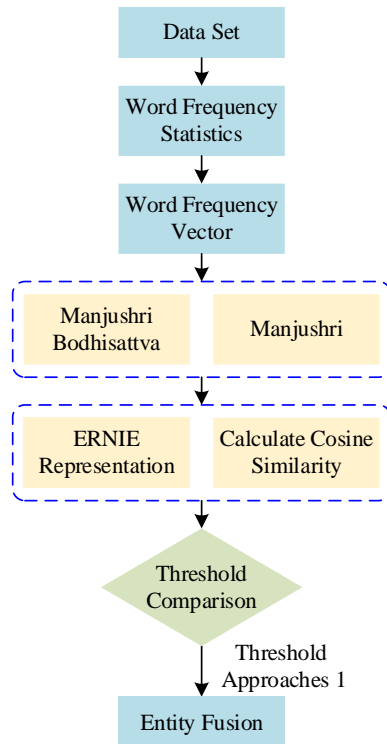 Data Set
Word Frequency
Statistics
Word Frequency
Vector
Manjushri
Bodhisattva
Manjushri
ERNIE
Representation
Calculate Cosine
Similarity
Threshold
Comparison
Threshold
Approaches 1
Entity Fusion